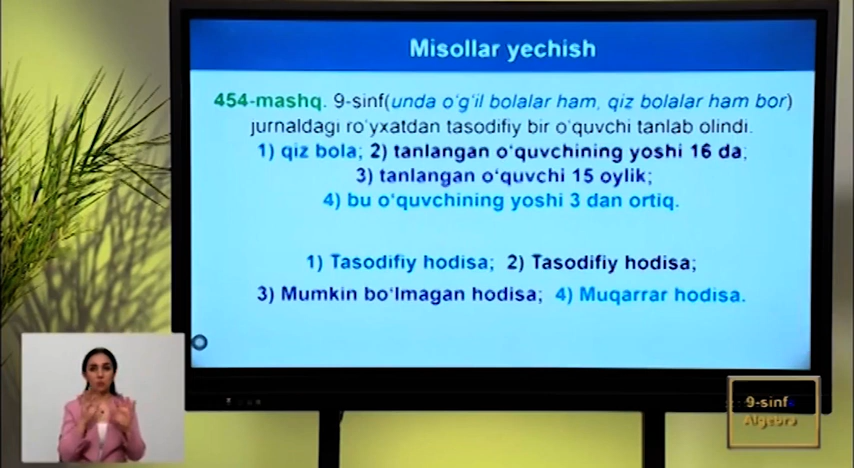 Misollar yechish
454-mashq. 9-sinf(unda o‘g‘il bolalar ham, qiz bolalar ham bor)
jurnaldagi ro‘yxatdan tasodifiy bir o‘quvchi tanlab olindi.
1) qiz bola; 2) tanlangan o‘quvchining yoshi 16 da;
3) tanlangan o‘quvchi 15 oylik;
4) bu o‘quvchining yoshi 3 dan ortiq.
1) Tasodifiy hodisa; 2) Tasodifiy hodisa;
3) Mumkin bo‘lmagan hodisa; 4) Muqarrar hodisa.
9-sinf
Algebra